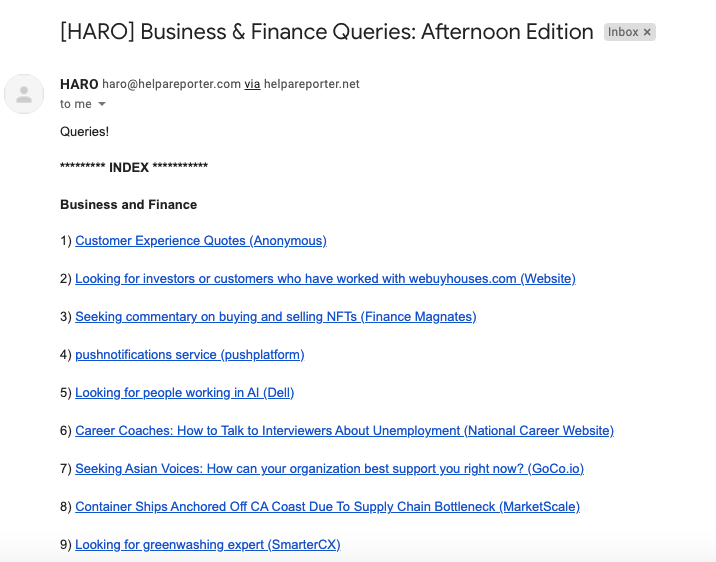 [HARO] Business & Finance Queries: Afternoon Edition Inbox ×
HARO haro@helpareporter.com via helpareporter.net
to me
Queries!
********* INDEX ***********
Business and Finance
1) Customer Experience Quotes (Anonymous)
2) Looking for investors or customers who have worked with webuyhouses.com (Website)
3) Seeking commentary on buying and selling NFTs (Finance Magnates)
4) pushnotifications service (pushplatform)
5) Looking for people working in AI (Dell)
6) Career Coaches: How to Talk to Interviewers About Unemployment (National Career Website)
7) Seeking Asian Voices: How can your organization best support you right now? (GoCo.io)
8) Container Ships Anchored Off CA Coast Due To Supply Chain Bottleneck (MarketScale)
9) Looking for greenwashing expert (SmarterCX)